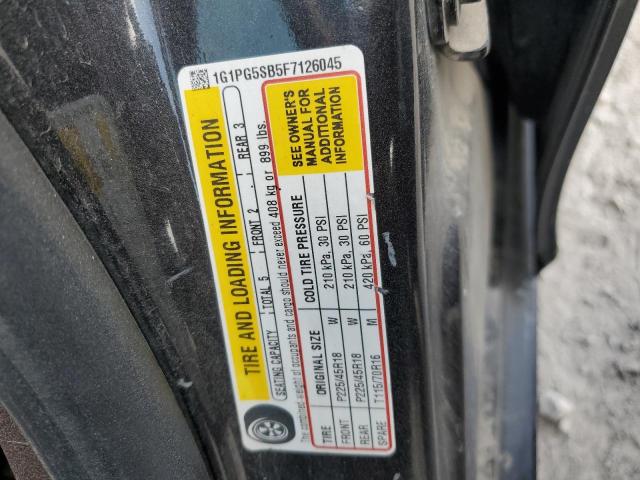 1G1PG5SB5F7126045
TIRE AND LOADING INFORMATION
SEATING CAPACITY TOTAL 5 FRONT 2 REAR 3
The combined weight of occupants and cargo should never exceed 408 kg or 899 lbs.
TIRE ORIGINAL SIZE COLD TIRE PRESSURE
FRONT P225/45R18 W 210 kPa, 30 PSI
REAR P225/45R18 W 210 kPa, 30 PSI
SPARE T115/70R16 M 420 kPa, 60 PSI
SEE OWNER'S
MANUAL FOR
ADDITIONAL
INFORMATION